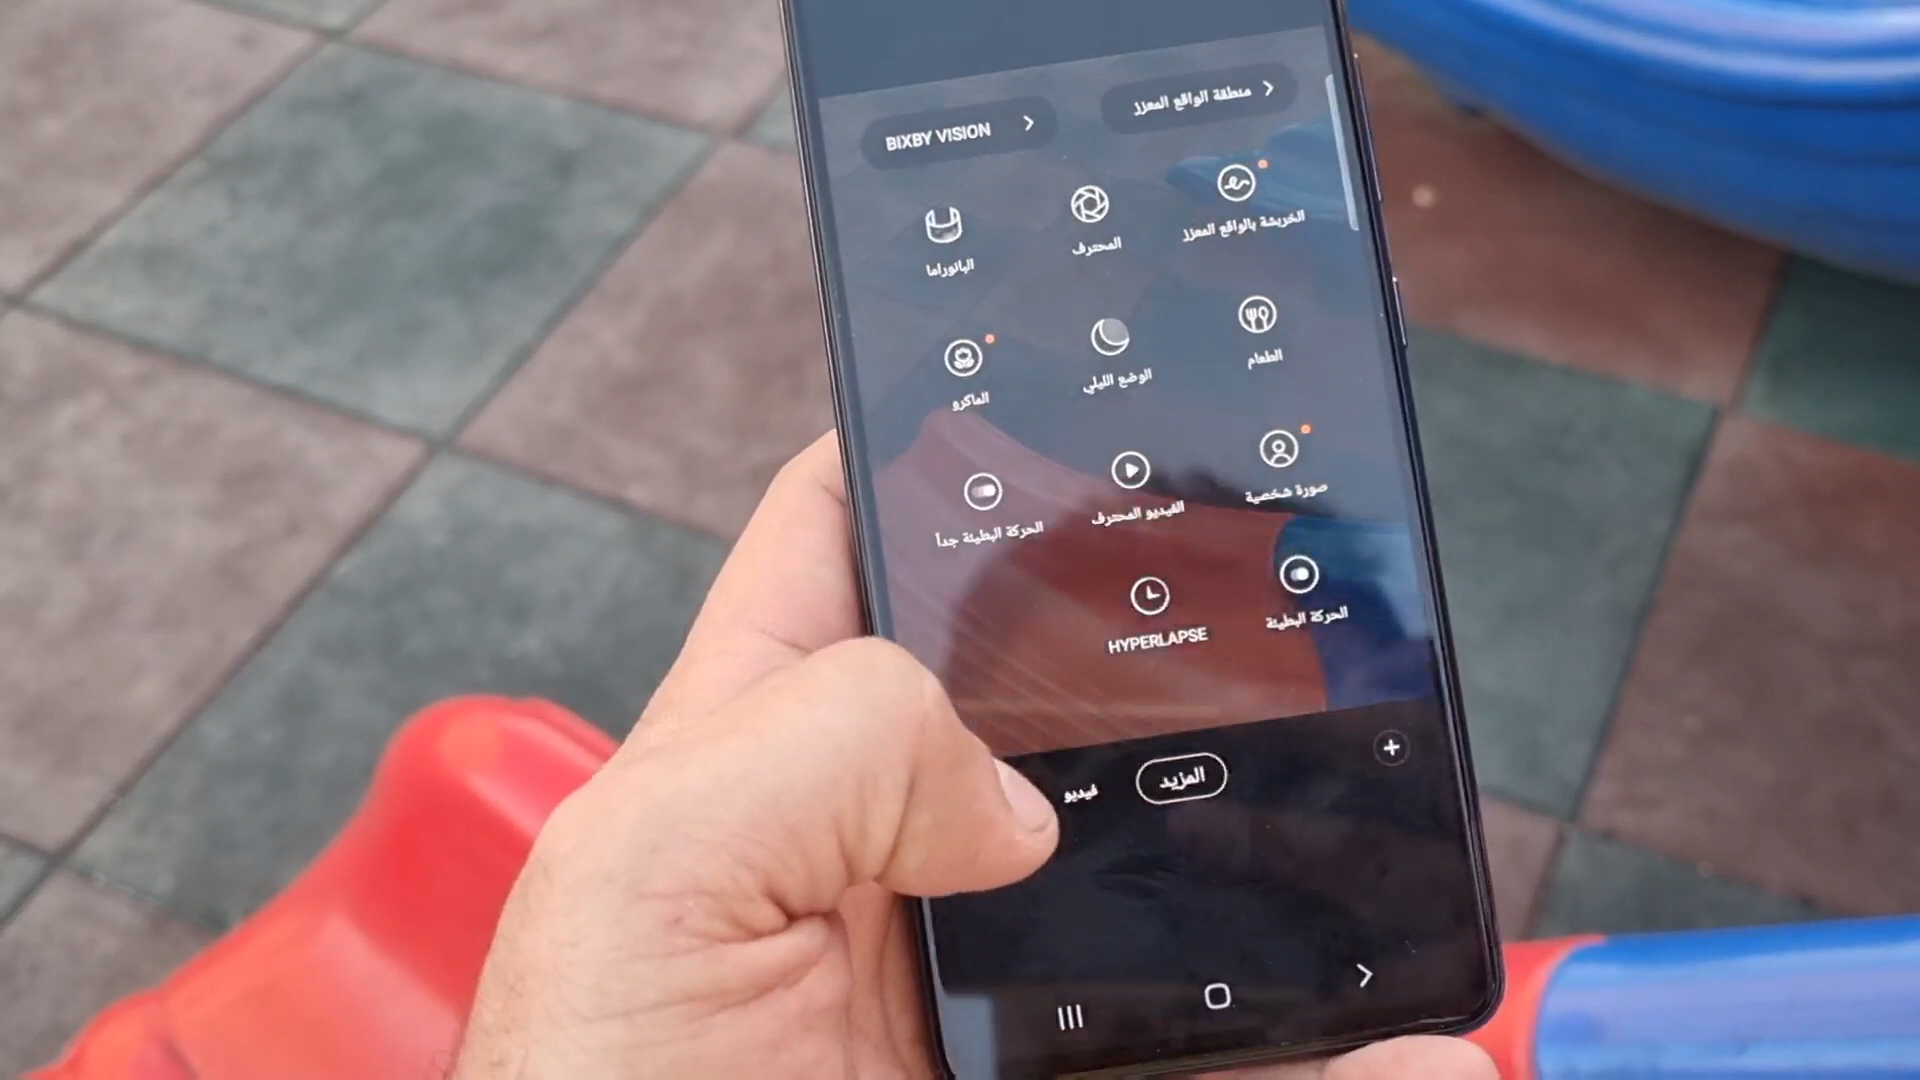 منطقة الواقع المعزز
BIXBY VISION
الخربشة بالواقع المعزز
المحترف
البانوراما
الطعام
الوضع الليلي
الماكرو
صورة شخصية
الفيديو المحترف
الحركة البطيئة جداً
الحركة البطيئة
HYPERLAPSE
المزيد
فيديو